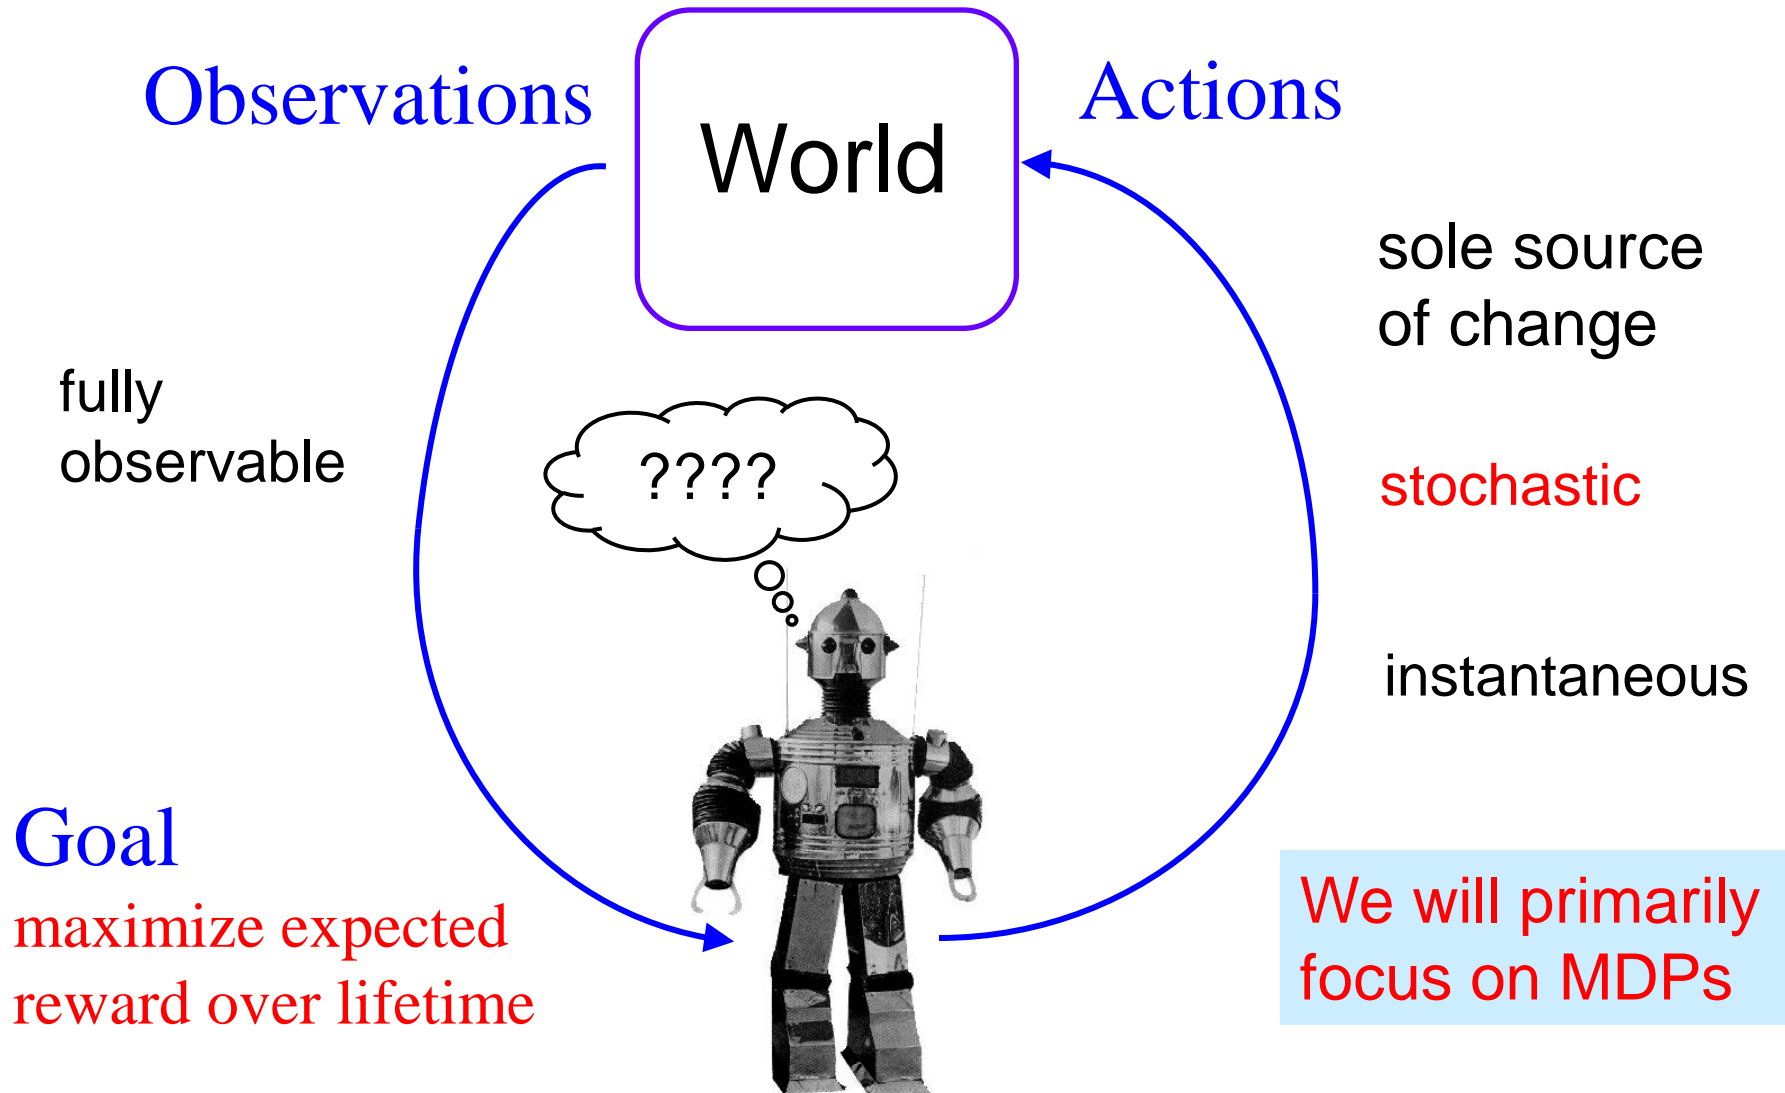 Observations
World
Actions
sole source
of change
fully
observable
????
stochastic
instantaneous
Goal
maximize expected
reward over lifetime
We will primarily
focus on MDPs